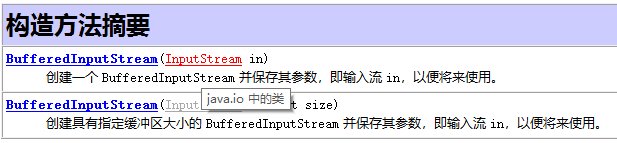 构造方法摘要
BufferedInputStream(InputStream in)
创建一个 BufferedInputStream 并保存其参数，即输入流 in，以便将来使用。
BufferedInputStream(Input t size)
java.io 中的类
创建具有指定缓冲区大小的 BufferedInputStream 并保存其参数，即输入流 in，以便将来使用。